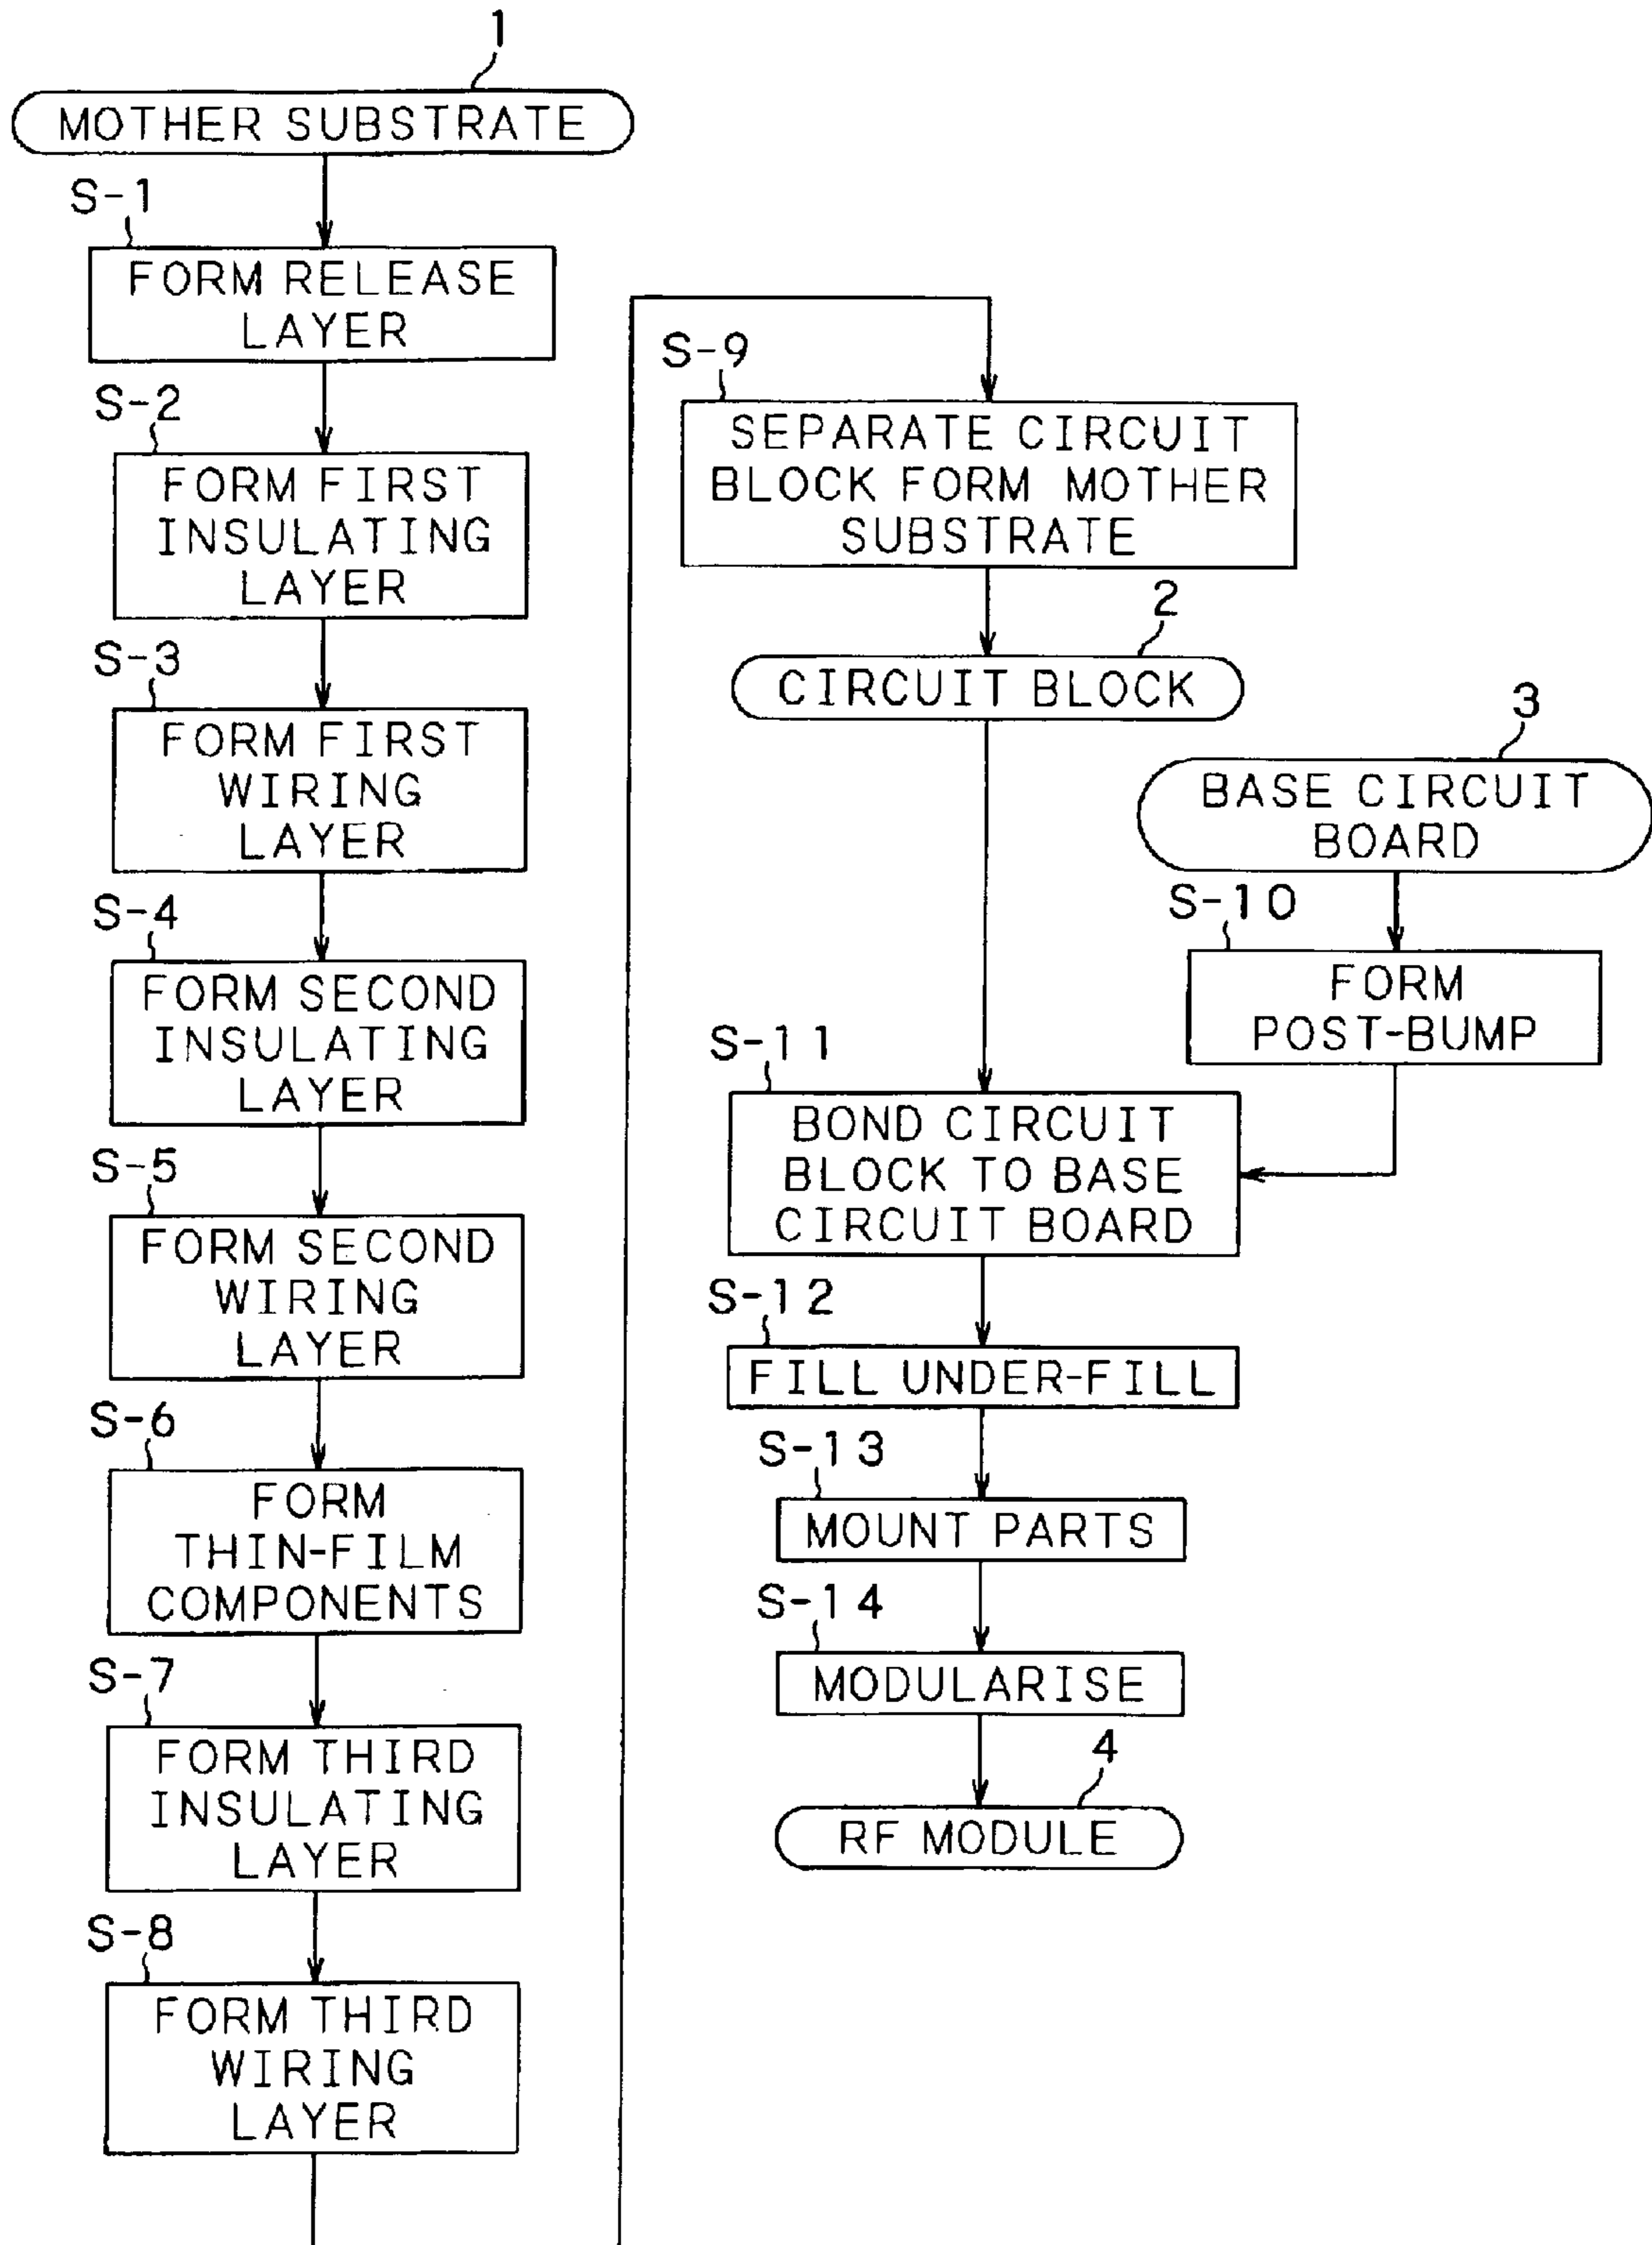 1
MOTHER SUBSTRATE
S-1
FORM RELEASE
LAYER
S-2
FORM FIRST
INSULATING
LAYER
S-3
FORM FIRST
WIRING
LAYER
S-4
FORM SECOND
INSULATING
LAYER
S-5
FORM SECOND
WIRING
LAYER
S-6
FORM
THIN-FILM
COMPONENTS
S-7
FORM THIRD
INSULATING
LAYER
S-8
FORM THIRD
WIRING
LAYER
S-9
SEPARATE CIRCUIT
BLOCK FORM MOTHER
SUBSTRATE
2
CIRCUIT BLOCK
3
BASE CIRCUIT
BOARD
S-10
FORM
POST-BUMP
S-11
BOND CIRCUIT
BLOCK TO BASE
CIRCUIT BOARD
S-12
FILL UNDER-FILL
S-13
MOUNT PARTS
S-14
MODULARISE
4
RF MODULE